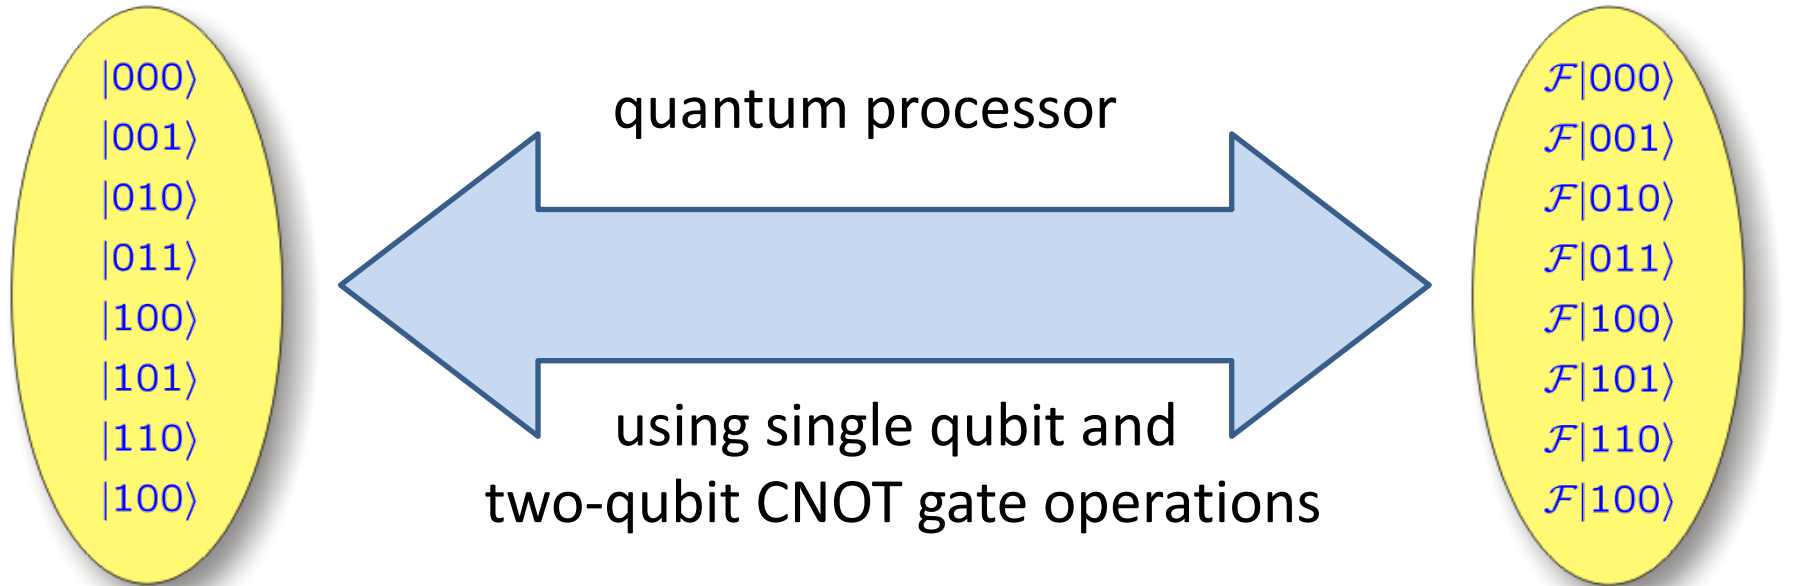 |000⟩
|001⟩
|010⟩
|011⟩
|100⟩
|101⟩
|110⟩
|100⟩
quantum processor
using single qubit and
two-qubit CNOT gate operations
ℱ|000⟩
ℱ|001⟩
ℱ|010⟩
ℱ|011⟩
ℱ|100⟩
ℱ|101⟩
ℱ|110⟩
ℱ|100⟩